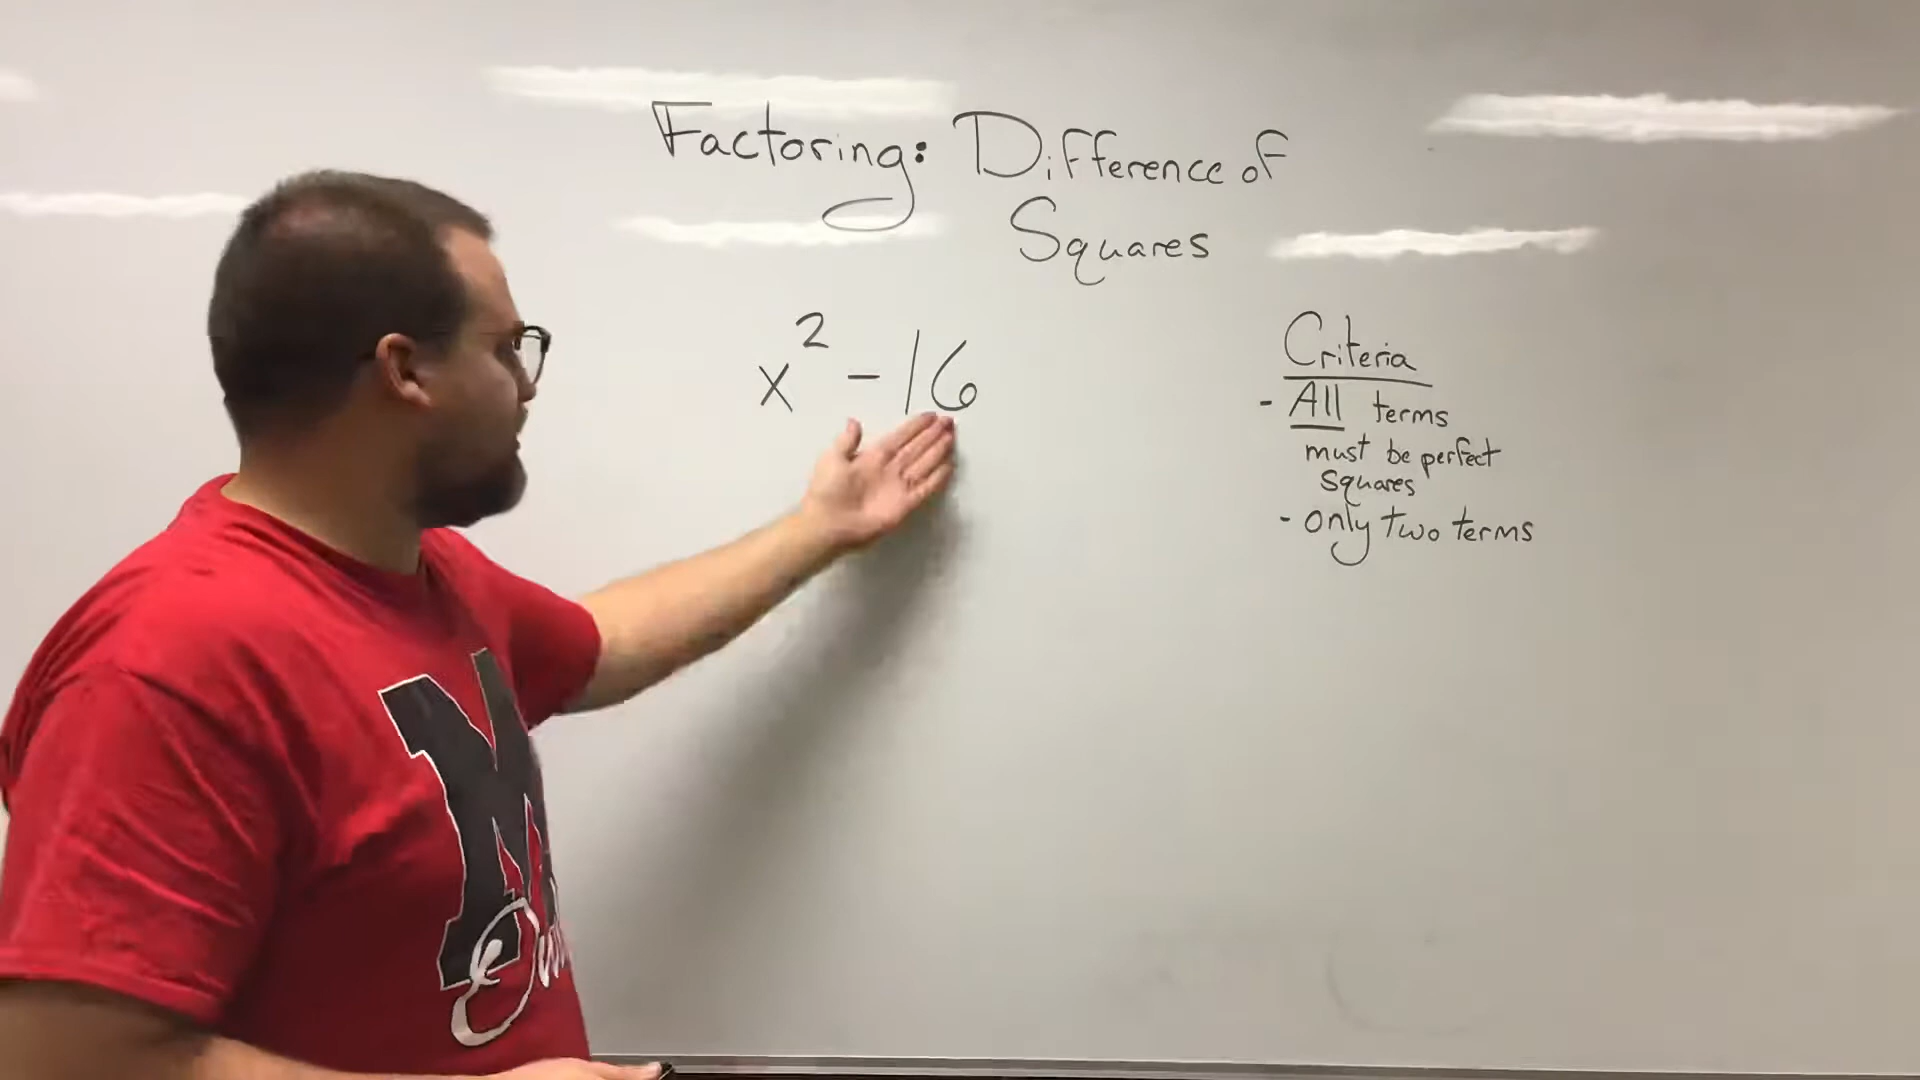 Factoring: Difference of
Squares
x² - 16
Criteria
- All terms
must be perfect
squares
- only two terms
M